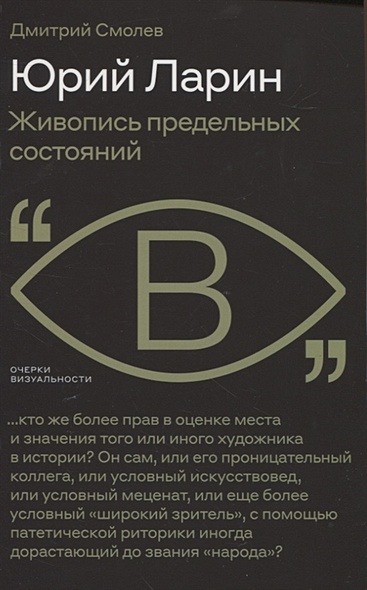 Дмитрий Смолев
Юрий Ларин
Живопись предельных
состояний
“
В
”
ОЧЕРКИ
ВИЗУАЛЬНОСТИ
...кто же более прав в оценке места
и значения того или иного художника
в истории? Он сам, или его проницательный
коллега, или условный искусствовед,
или условный меценат, или еще более
условный «широкий зритель», с помощью
патетической риторики иногда
дорастающий до звания «народа»?